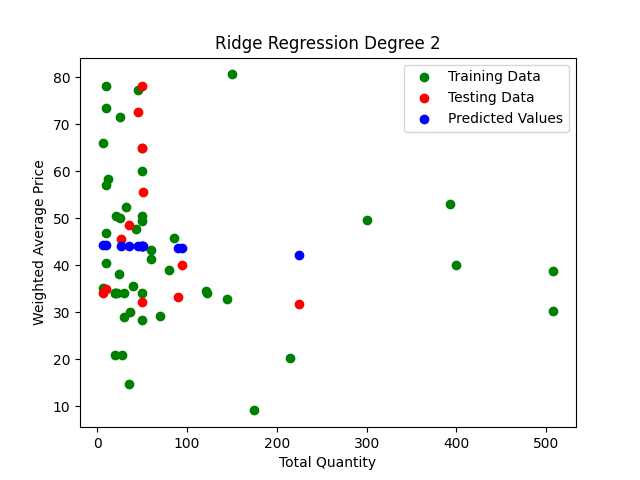 Ridge Regression Degree 2
Training Data
Testing Data
Predicted Values
80
70
60
50
40
30
20
10
Weighted Average Price
0
100
200
300
400
500
Total Quantity